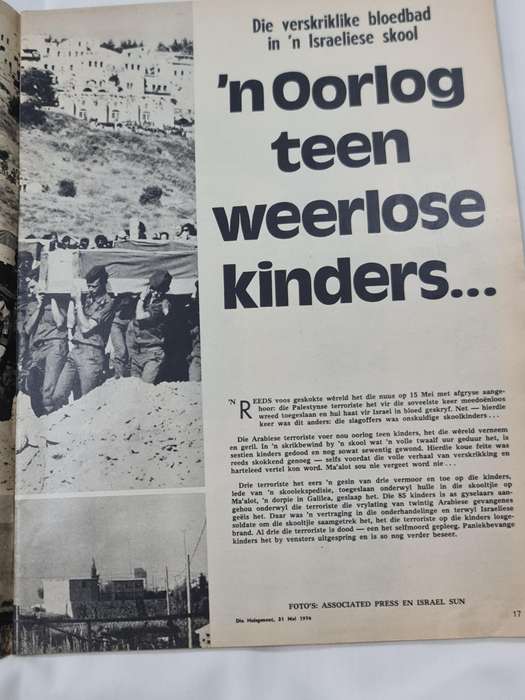 Die verskriklike bloedbad
in 'n Israeliese skool
'n Oorlog
teen
weerlose
kinders...
'N REEDS voos geskokte wêreld het die nuus op 15 Mei met afgryse aange-
hoor: die Palestynse terroriste het vir die soveelste keer meedoënloos
wreed toegeslaan en hul haat vir Israel in bloed geskryf. Net — hierdie
keer was dit anders: die slagoffers was onskuldige skoolkinders...
Die Arabiese terroriste voer nou oorlog teen kinders, het die wêreld verneem
en geril. In 'n skrikbewind by 'n skool wat 'n volle twaalf uur geduur het, is
sestien kinders gedood en nog sowat sewentig gewond. Hierdie koue feite was
reeds skokkend genoeg — selfs voordat die volle verhaal van verskrikking en
harteleed vertel kon word. Ma'alot sou nie vergeet word nie...
Drie terroriste het eers 'n gesin van drie vermoor en toe op die kinders,
lede van 'n skoolekspedisie, toegeslaan onderwyl hulle in die skooltjie op
Ma'alot, 'n dorpie in Galilea, geslaap het. Die 85 kinders is as gyselaars aan-
gehou onderwyl die terroriste die vrylating van twintig Arabiese gevangenes
geëis het. Daar was 'n vertraging in die onderhandelinge en terwyl Israeliese
soldate om die skooltjie saamgetrek het, het die terroriste op die kinders losge-
brand. Al drie die terroriste is dood — een het selfmoord gepleeg. Paniekbevange
kinders het by vensters uitgespring en is so nog verder beseer.
FOTO'S: ASSOCIATED PRESS EN ISRAEL SUN
Die Huisgenoot, 31 Mei 1974
17